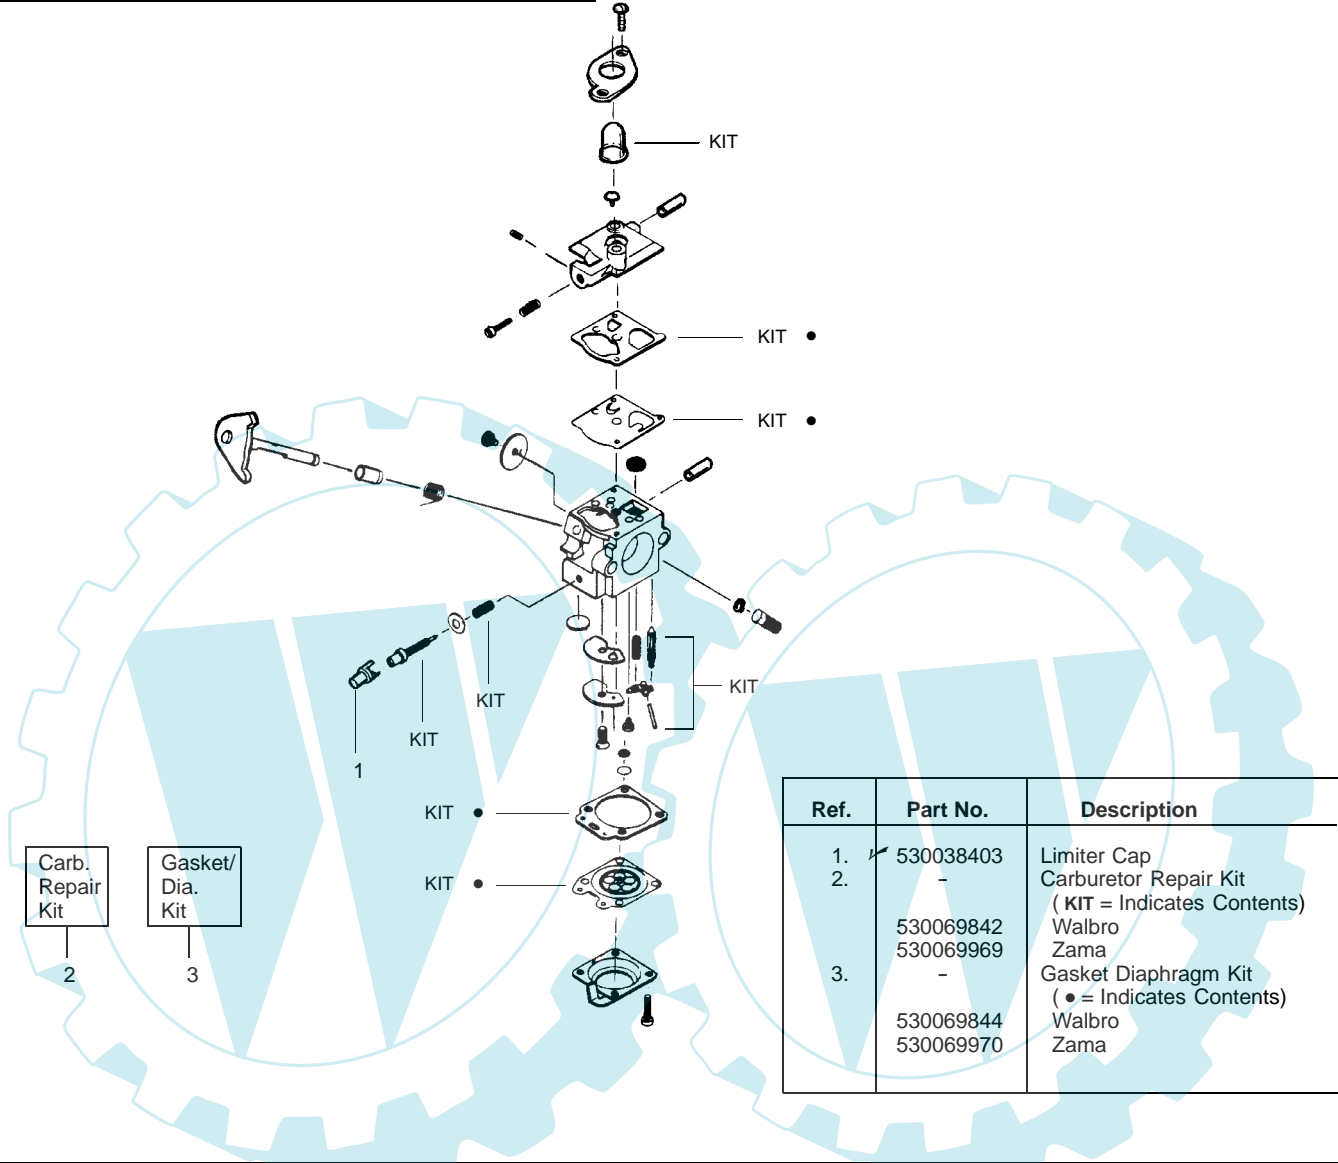 KIT
KIT ●
KIT ●
KIT
KIT
KIT
1
KIT ●
KIT ●
Carb.
Repair
Kit
2
Gasket/
Dia.
Kit
3
Ref. Part No. Description
1. 530038403 Limiter Cap
2. – Carburetor Repair Kit
( KIT = Indicates Contents)
530069842 Walbro
530069969 Zama
3. – Gasket Diaphragm Kit
( ● = Indicates Contents)
530069844 Walbro
530069970 Zama